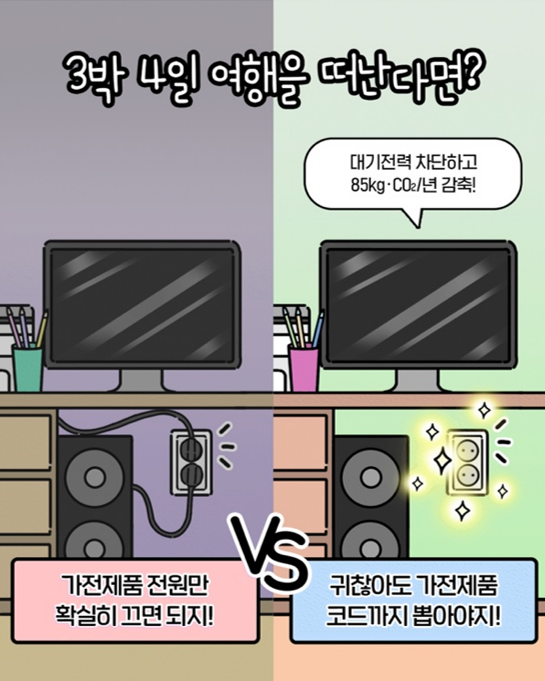 3박 4일 여행을 떠난다면?
대기전력 차단하고
85kg·CO₂/년 감축!
VS
가전제품 전원만
확실히 끄면 되지!
귀찮아도 가전제품
코드까지 뽑아야지!